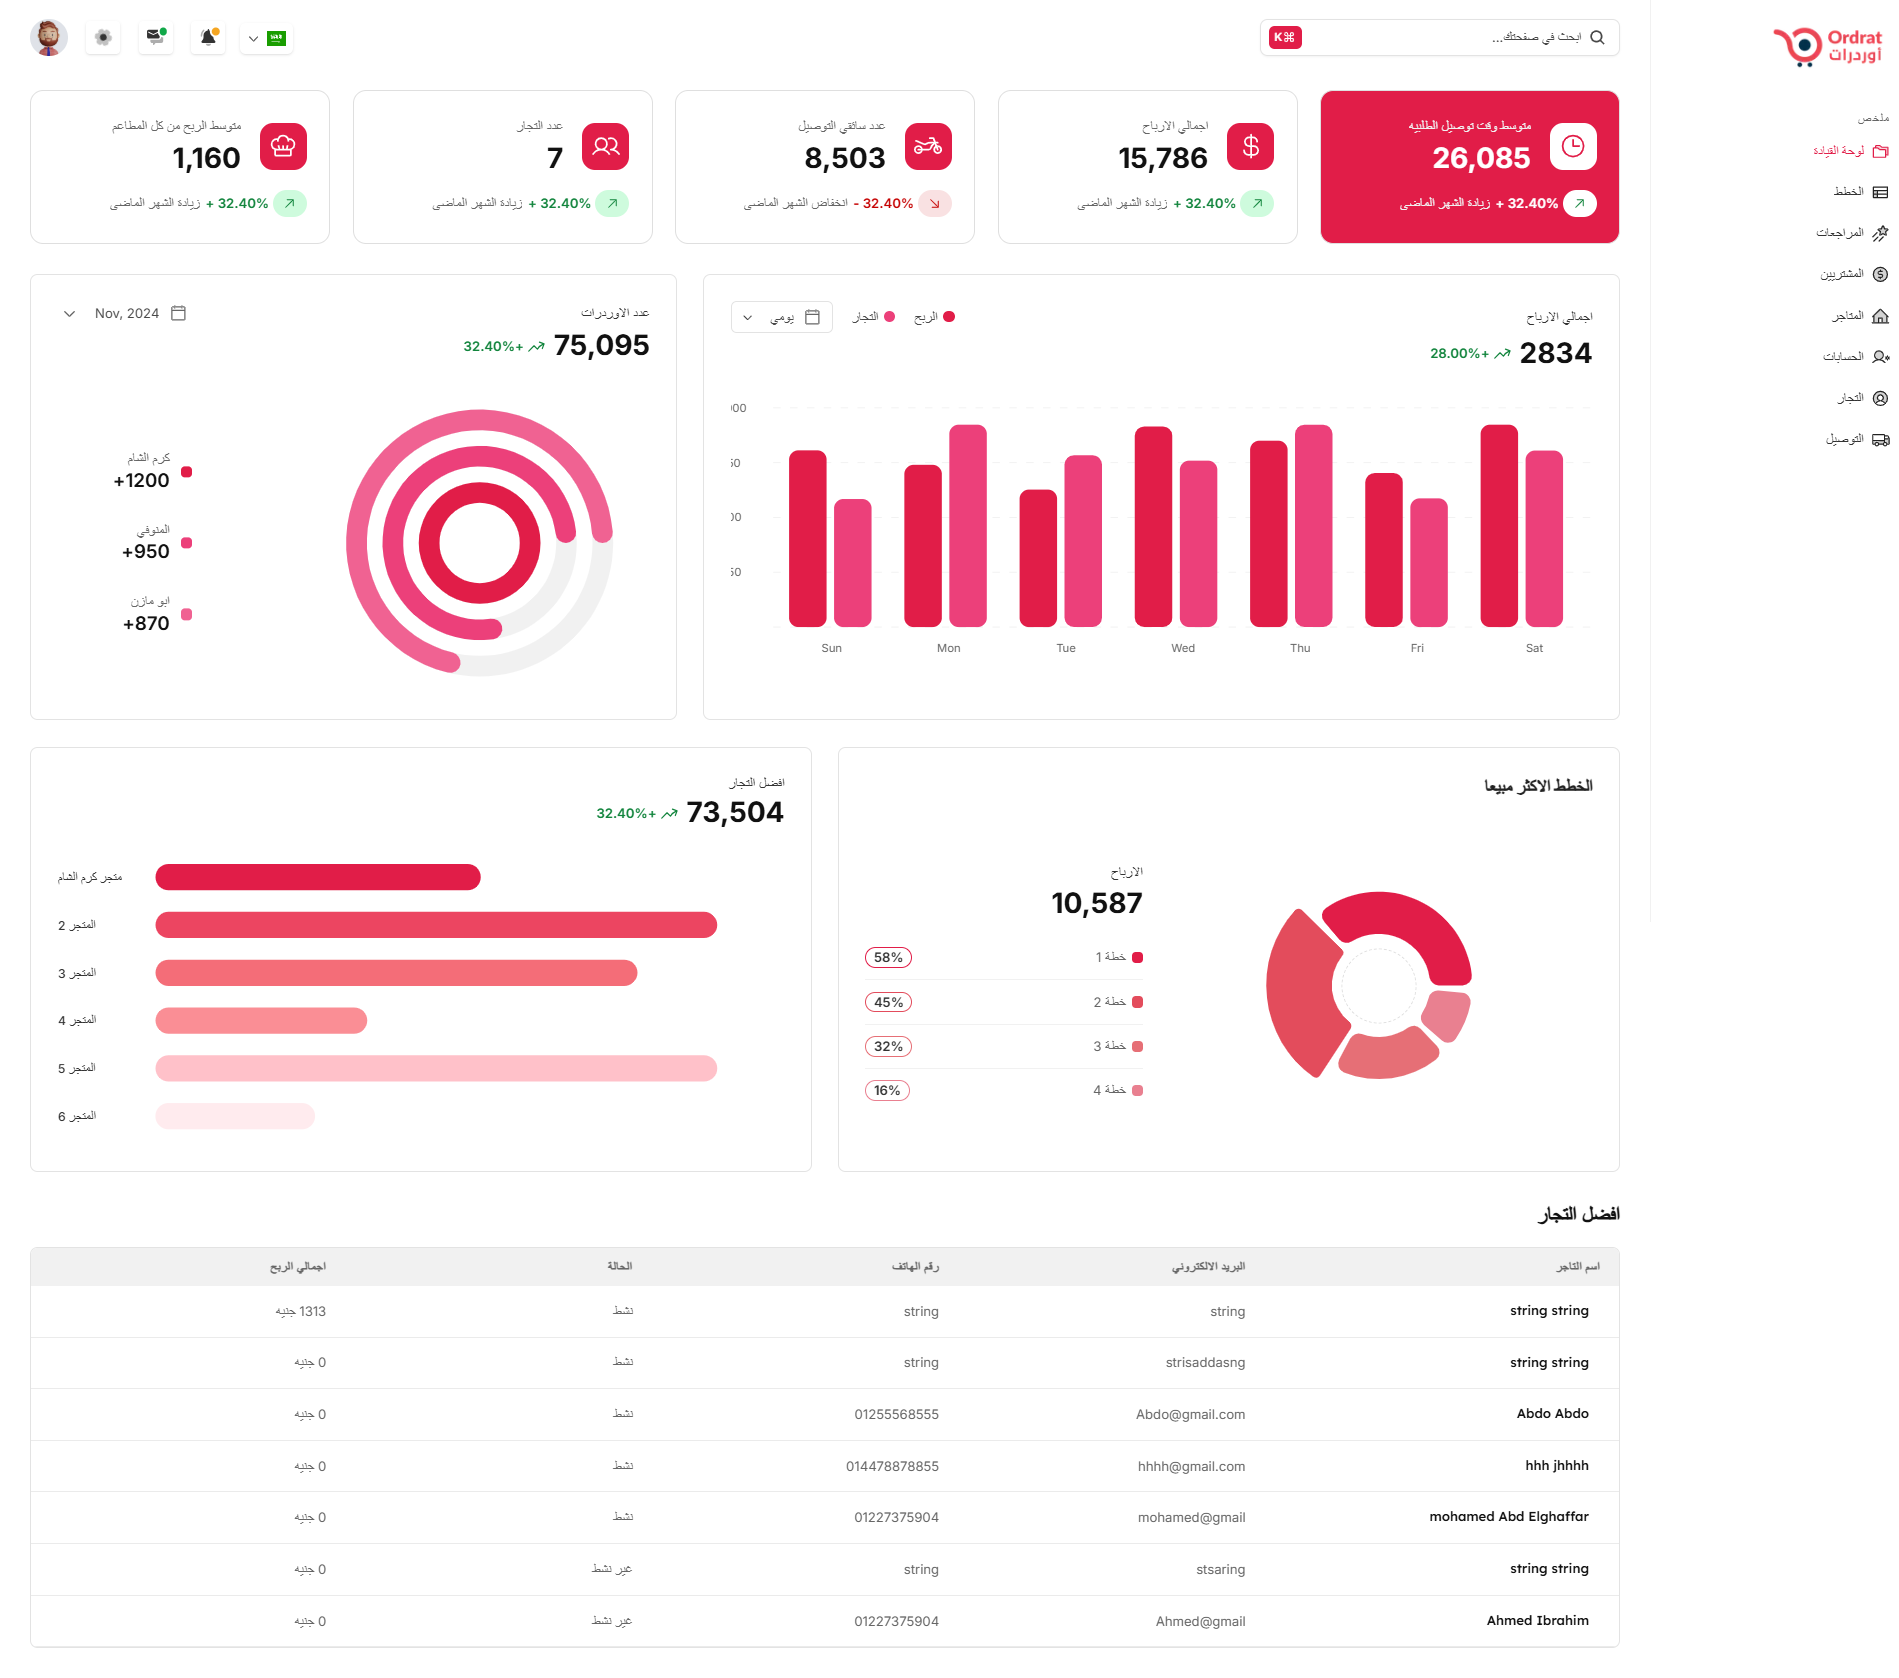 Ordrat
أوردرات
ملخص
لوحة القيادة
الخطط
المراجعات
المشتريين
المتاجر
الحسابات
التجار
التوصيل
ابحث في صفحتك...
K⌘
متوسط وقت توصيل الطلبيه
26,085
+ 32.40% زيادة الشهر الماضى
اجمالي الارباح
15,786
+ 32.40% زيادة الشهر الماضى
عدد سائقي التوصيل
8,503
- 32.40% انخفاض الشهر الماضى
عدد التجار
7
+ 32.40% زيادة الشهر الماضى
متوسط الربح من كل المطاعم
1,160
+ 32.40% زيادة الشهر الماضى
اجمالي الارباح
2834
28.00%+
الربح
التجار
يومي
00
50
00
50
Sun Mon Tue Wed Thu Fri Sat
عدد الاوردرات
75,095
32.40%+
Nov, 2024
كرم الشام
+1200
المنوفي
+950
ابو مازن
+870
الخطط الاكثر مبيعا
الارباح
10,587
خطة 1 58%
خطة 2 45%
خطة 3 32%
خطة 4 16%
افضل التجار
73,504
32.40%+
متجر كرم الشام
المتجر 2
المتجر 3
المتجر 4
المتجر 5
المتجر 6
افضل التجار
اسم التاجر البريد الالكتروني رقم الهاتف الحالة اجمالي الربح
string string string string نشط 1313 جنيه
string string strisaddasng string نشط 0 جنيه
Abdo Abdo Abdo@gmail.com 01255568555 نشط 0 جنيه
hhh jhhhh hhhh@gmail.com 014478878855 نشط 0 جنيه
mohamed Abd Elghaffar mohamed@gmail 01227375904 نشط 0 جنيه
string string stsaring string غير نشط 0 جنيه
Ahmed Ibrahim Ahmed@gmail 01227375904 غير نشط 0 جنيه